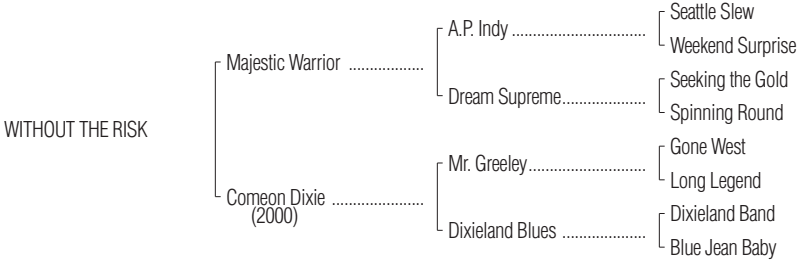 Seattle Slew
A.P. Indy ................................
Weekend Surprise
Majestic Warrior ..................
Seeking the Gold
Dream Supreme....................
Spinning Round
WITHOUT THE RISK
Gone West
Mr. Greeley............................
Long Legend
Comeon Dixie ......................
(2000)
Dixieland Band
Dixieland Blues ....................
Blue Jean Baby